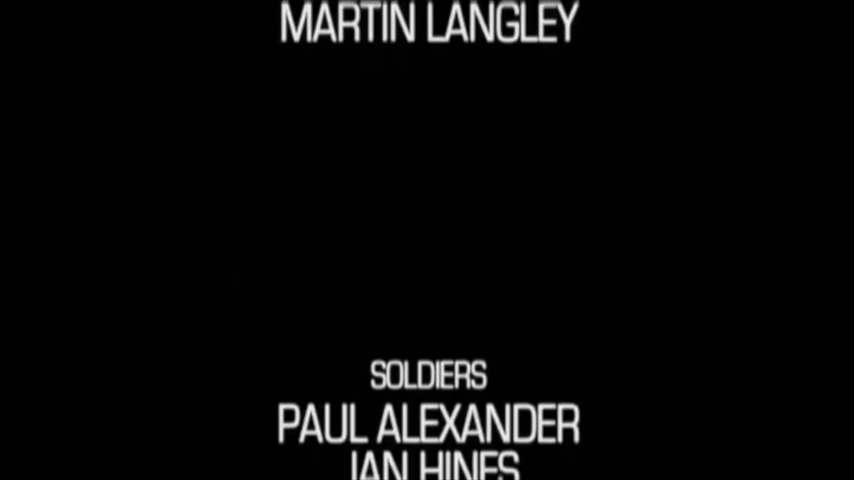 MARTIN LANGLEY
SOLDIERS
PAUL ALEXANDER
IAN HINES